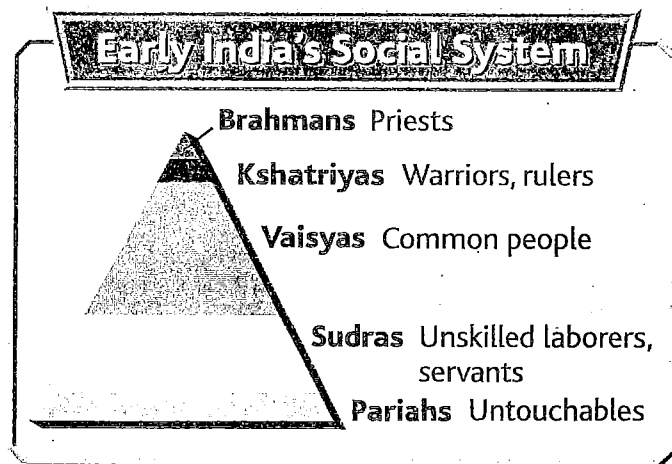 Early India's Social System
Brahmans Priests
Kshatriyas Warriors, rulers
Vaisyas Common people
Sudras Unskilled laborers,
servants
Pariahs Untouchables